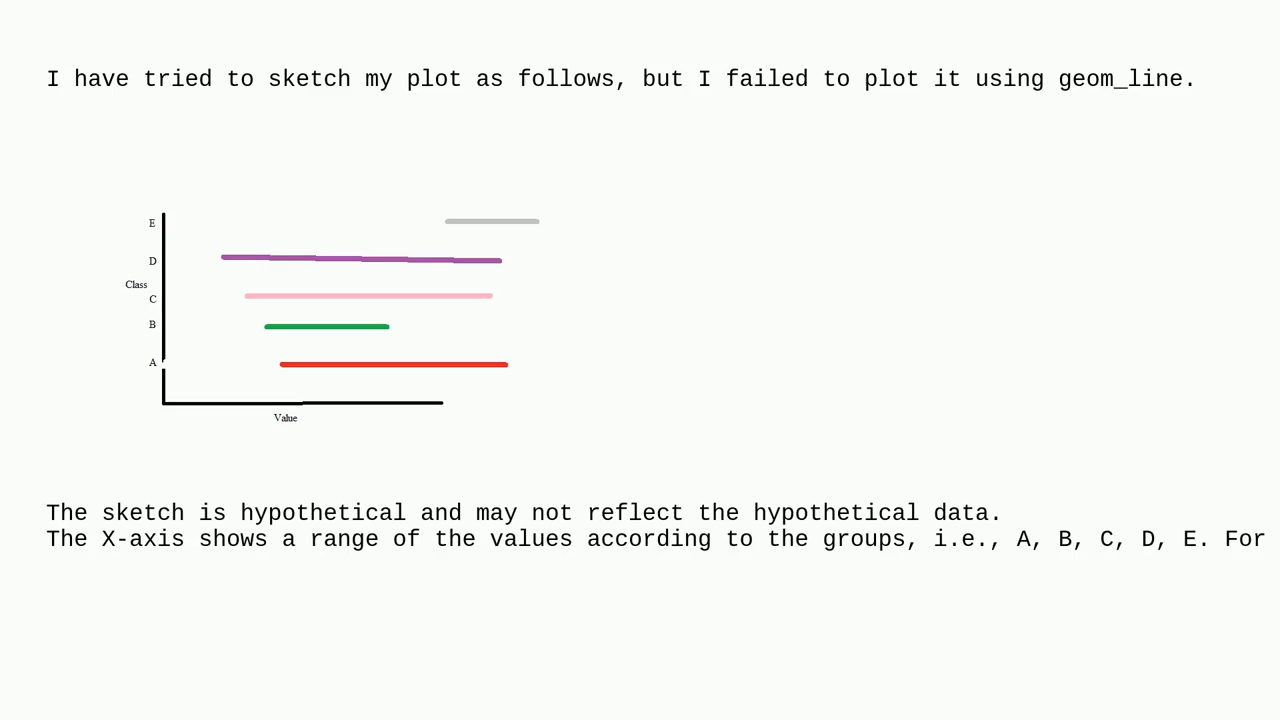 I have tried to sketch my plot as follows, but I failed to plot it using geom_line.
E
D
Class
C
B
A
Value
The sketch is hypothetical and may not reflect the hypothetical data.
The X-axis shows a range of the values according to the groups, i.e., A, B, C, D, E. For